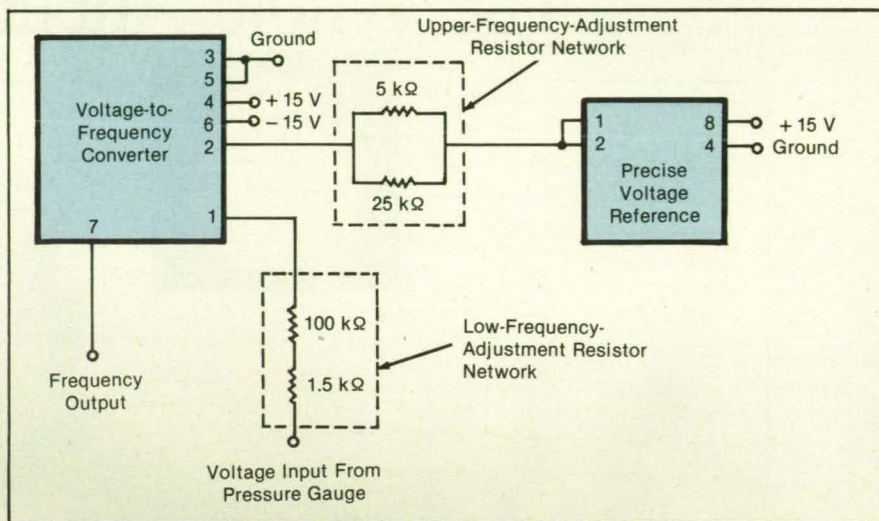 Upper-Frequency-Adjustment
Resistor Network
Ground
3
5
4
+ 15 V
6
− 15 V
2
1
7
Voltage-to-
Frequency
Converter
5 kΩ
25 kΩ
1
2
8
4
+ 15 V
Ground
Precise
Voltage
Reference
100 kΩ
1.5 kΩ
Low-Frequency-
Adjustment Resistor
Network
Frequency
Output
Voltage Input From
Pressure Gauge